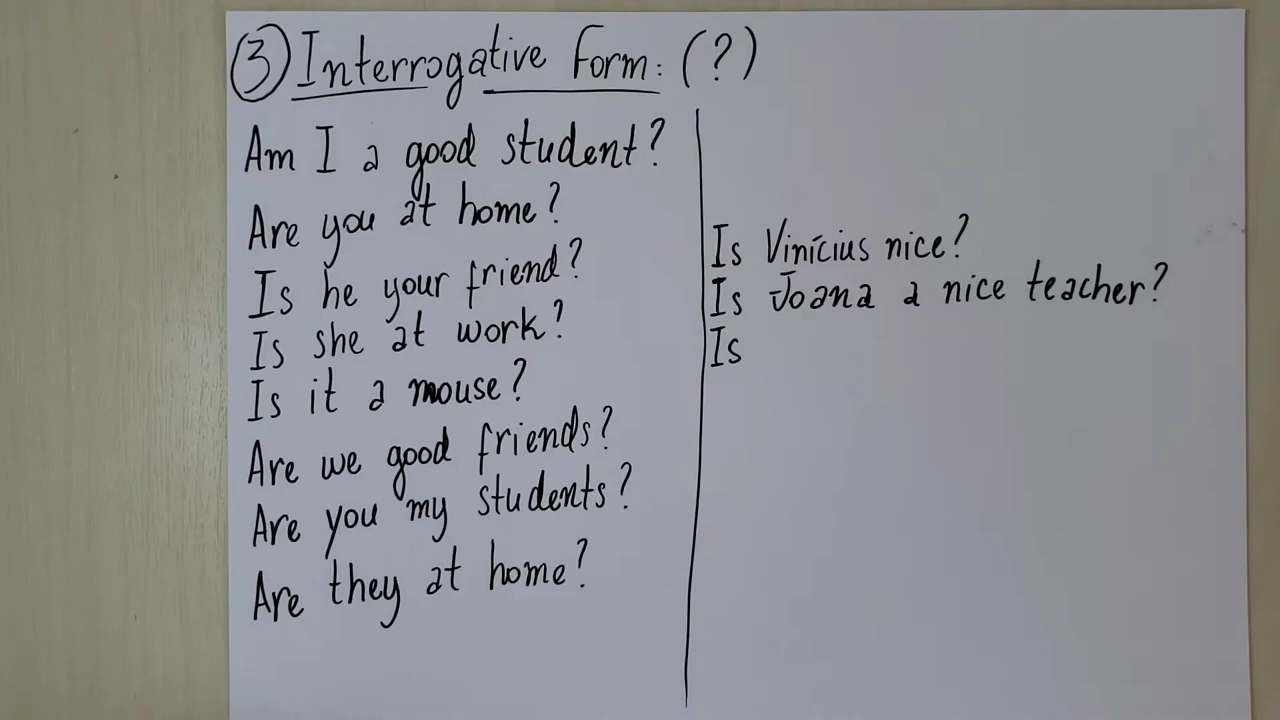 ③ Interrogative Form: (?)
Am I a good student?
Are you at home?
Is he your friend?
Is she at work?
Is it a mouse?
Are we good friends?
Are you my students?
Are they at home?
Is Vinícius nice?
Is Joana a nice teacher?
Is